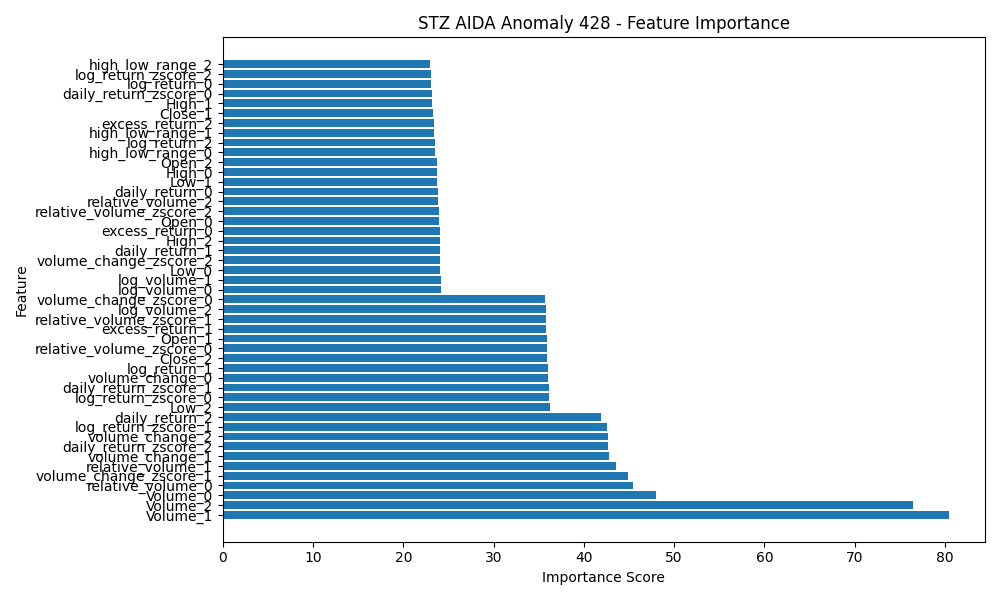 STZ AIDA Anomaly 428 - Feature Importance
high_low_range_2
log_return_zscore_2
log_return_0
daily_return_zscore_0
High_1
Close_1
excess_return_2
high_low_range_1
log_return_2
high_low_range_0
Open_2
High_0
Low_1
daily_return_0
relative_volume_2
relative_volume_zscore_2
Open_0
excess_return_0
High_2
daily_return_1
volume_change_zscore_2
Low_0
log_volume_1
log_volume_0
volume_change_zscore_0
log_volume_2
relative_volume_zscore_1
excess_return_1
Open_1
relative_volume_zscore_0
Close_2
log_return_1
volume_change_0
daily_return_zscore_1
log_return_zscore_0
Low_2
daily_return_2
log_return_zscore_1
volume_change_2
daily_return_zscore_2
volume_change_1
relative_volume_1
volume_change_zscore_1
relative_volume_0
Volume_0
Volume_2
Volume_1
Feature
0 10 20 30 40 50 60 70 80
Importance Score